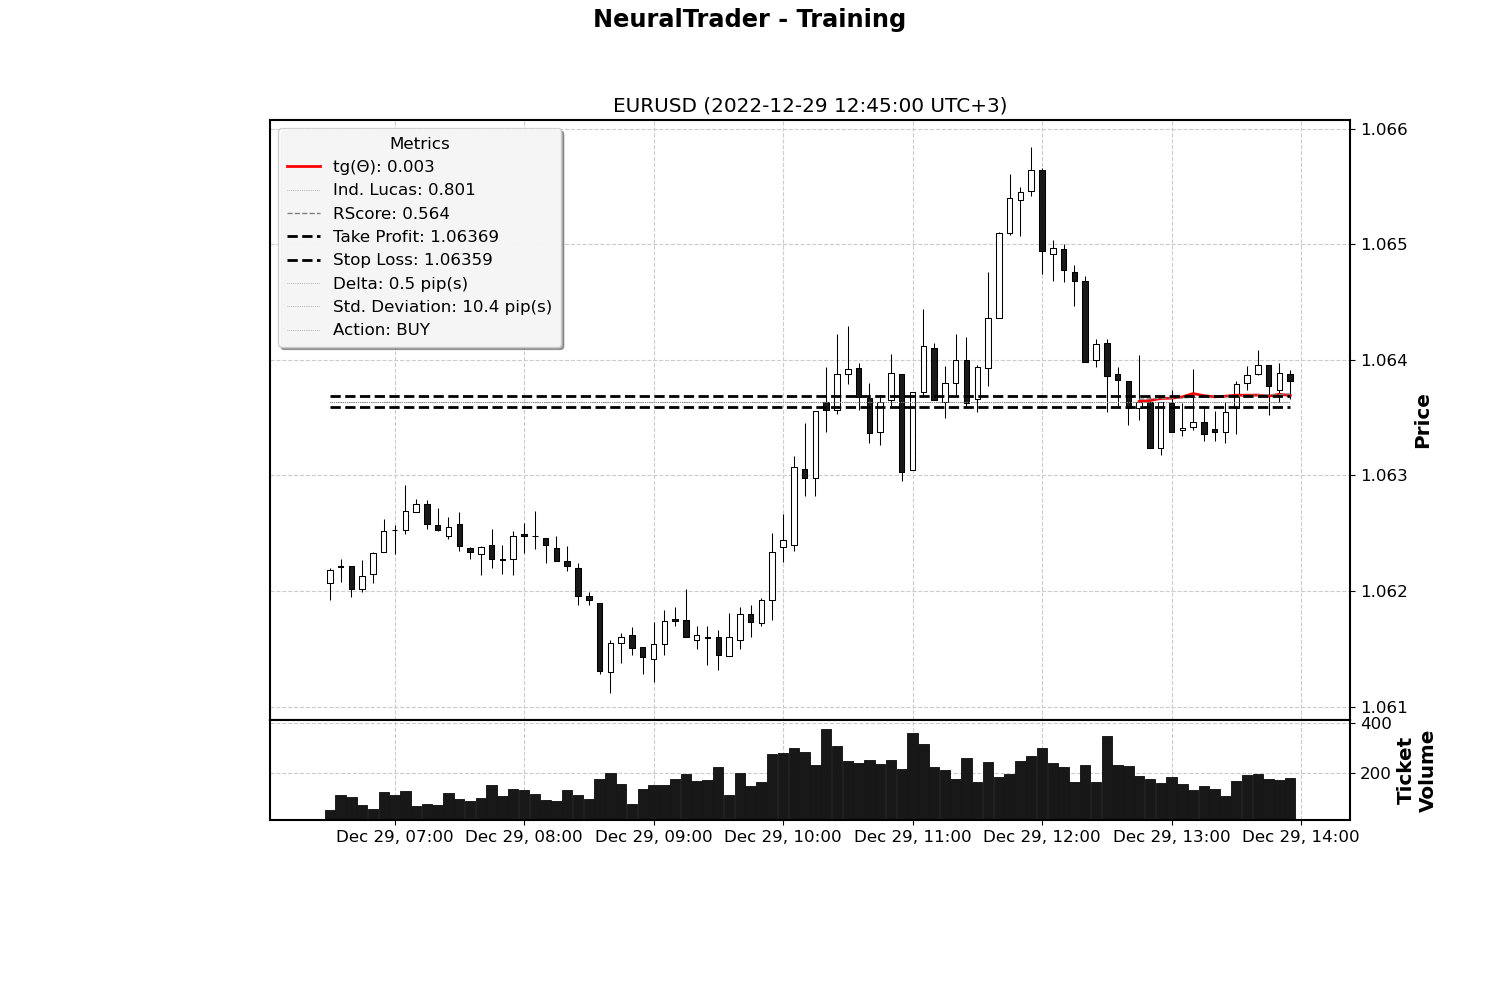 NeuralTrader - Training
EURUSD (2022-12-29 12:45:00 UTC+3)
Metrics
tg(Θ): 0.003
Ind. Lucas: 0.801
RScore: 0.564
Take Profit: 1.06369
Stop Loss: 1.06359
Delta: 0.5 pip(s)
Std. Deviation: 10.4 pip(s)
Action: BUY
1.066
1.065
1.064
1.063
1.062
1.061
Price
400
200
Ticket
Volume
Dec 29, 07:00 Dec 29, 08:00 Dec 29, 09:00 Dec 29, 10:00 Dec 29, 11:00 Dec 29, 12:00 Dec 29, 13:00 Dec 29, 14:00